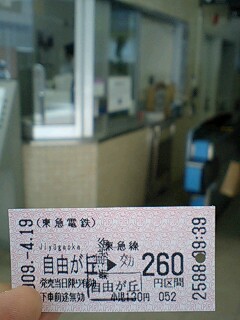 (東急電鉄)
Jiyūgaoka 東急線
自由が丘▶ 260
発売当日限り有効 円区間
下車前途無効 小児130円 052
自由が丘
009.-4.19
2588 09:39